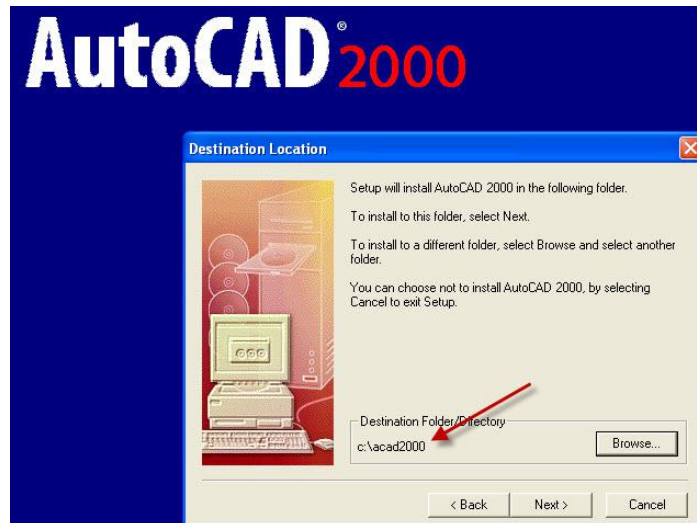 AutoCAD®2000
Destination Location
Setup will install AutoCAD 2000 in the following folder.
To install to this folder, select Next.
To install to a different folder, select Browse and select another
folder.
You can choose not to install AutoCAD 2000, by selecting
Cancel to exit Setup.
Destination Folder/Directory
c:\acad2000
Browse...
< Back
Next >
Cancel